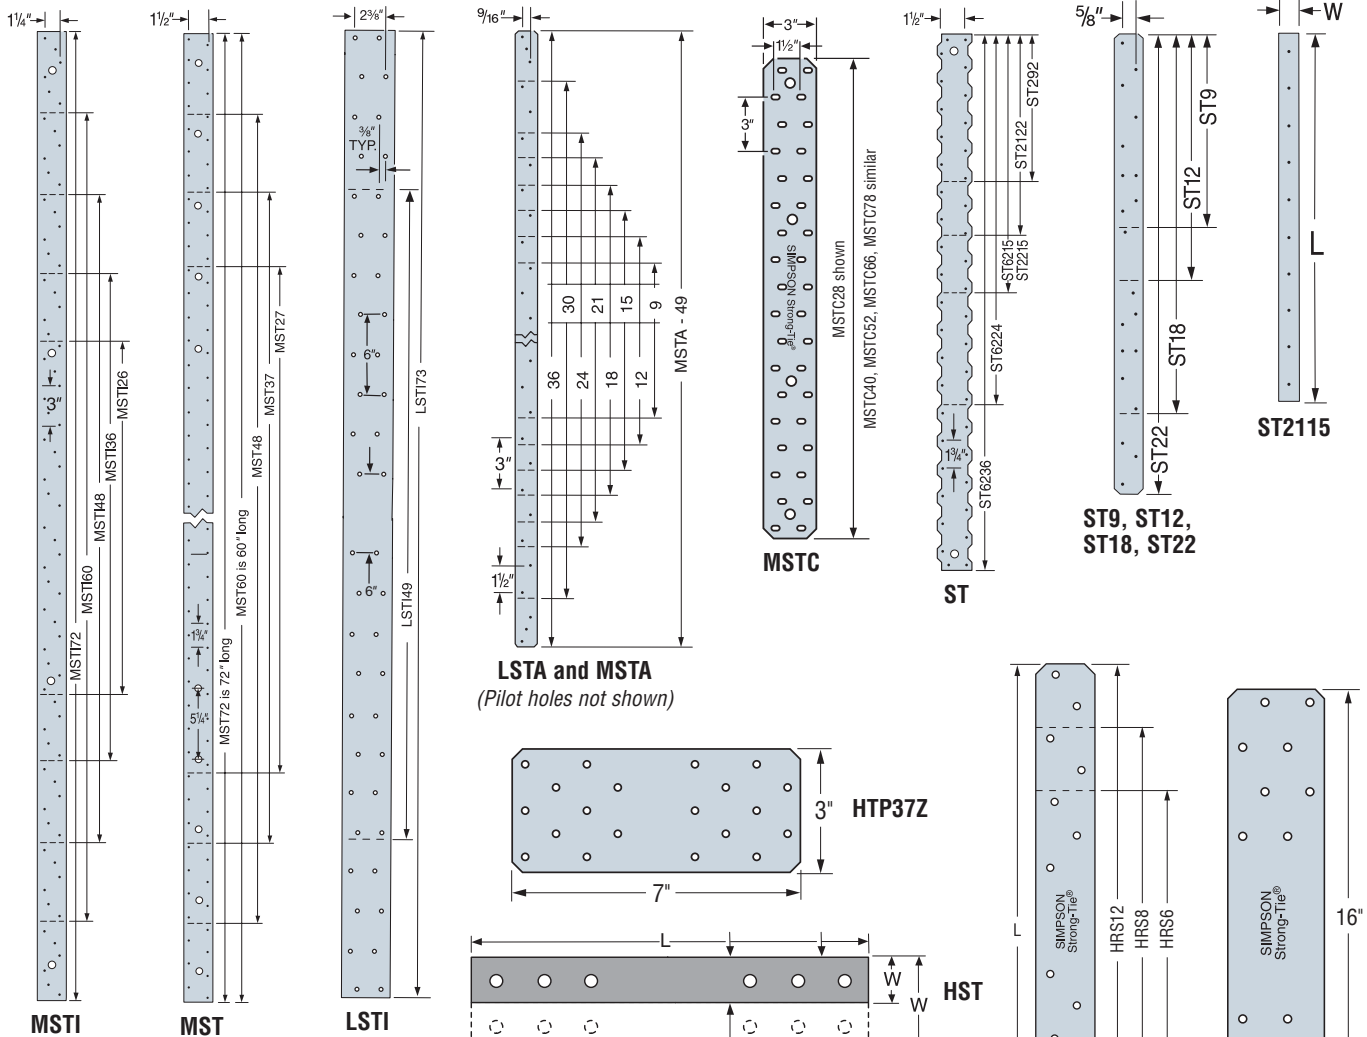 1¼"
MSTI26
MSTI36
MSTI48
MSTI60
MSTI72
3"
MSTI
1½"
MST27
MST37
MST48
MST60 is 60" long
MST72 is 72" long
1¾"
5¼"
MST
2⅜"
⅜"
TYP.
6"
6"
LSTI73
LSTI49
LSTI
9/16"
30
21
15
9
36
24
18
12
MSTA - 49
3"
1½"
LSTA and MSTA
(Pilot holes not shown)
3"
1½"
3"
SIMPSON Strong-Tie®
MSTC28 shown
MSTC40, MSTC52, MSTC66, MSTC78 similar
MSTC
1½"
ST292
ST2122
ST6215
ST2215
ST6224
ST6236
1¾"
ST
⅝"
ST9
ST12
ST18
ST22
ST9, ST12,
ST18, ST22
W
L
ST2115
3"
HTP37Z
7"
L
W
W
HST
L
SIMPSON
Strong-Tie®
HRS12
HRS8
HRS6
SIMPSON
Strong-Tie®
16"